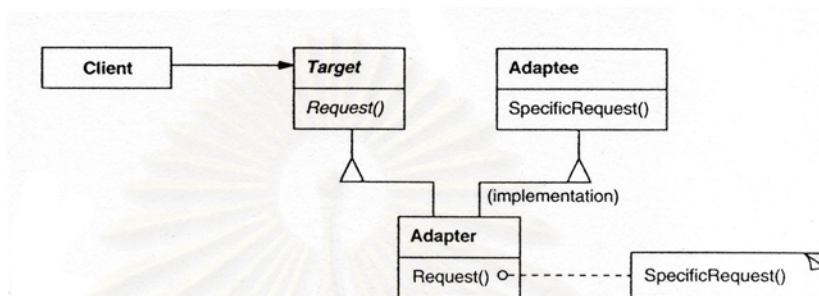 Client
Target
Request()
Adaptee
SpecificRequest()
(implementation)
Adapter
Request()
SpecificRequest()